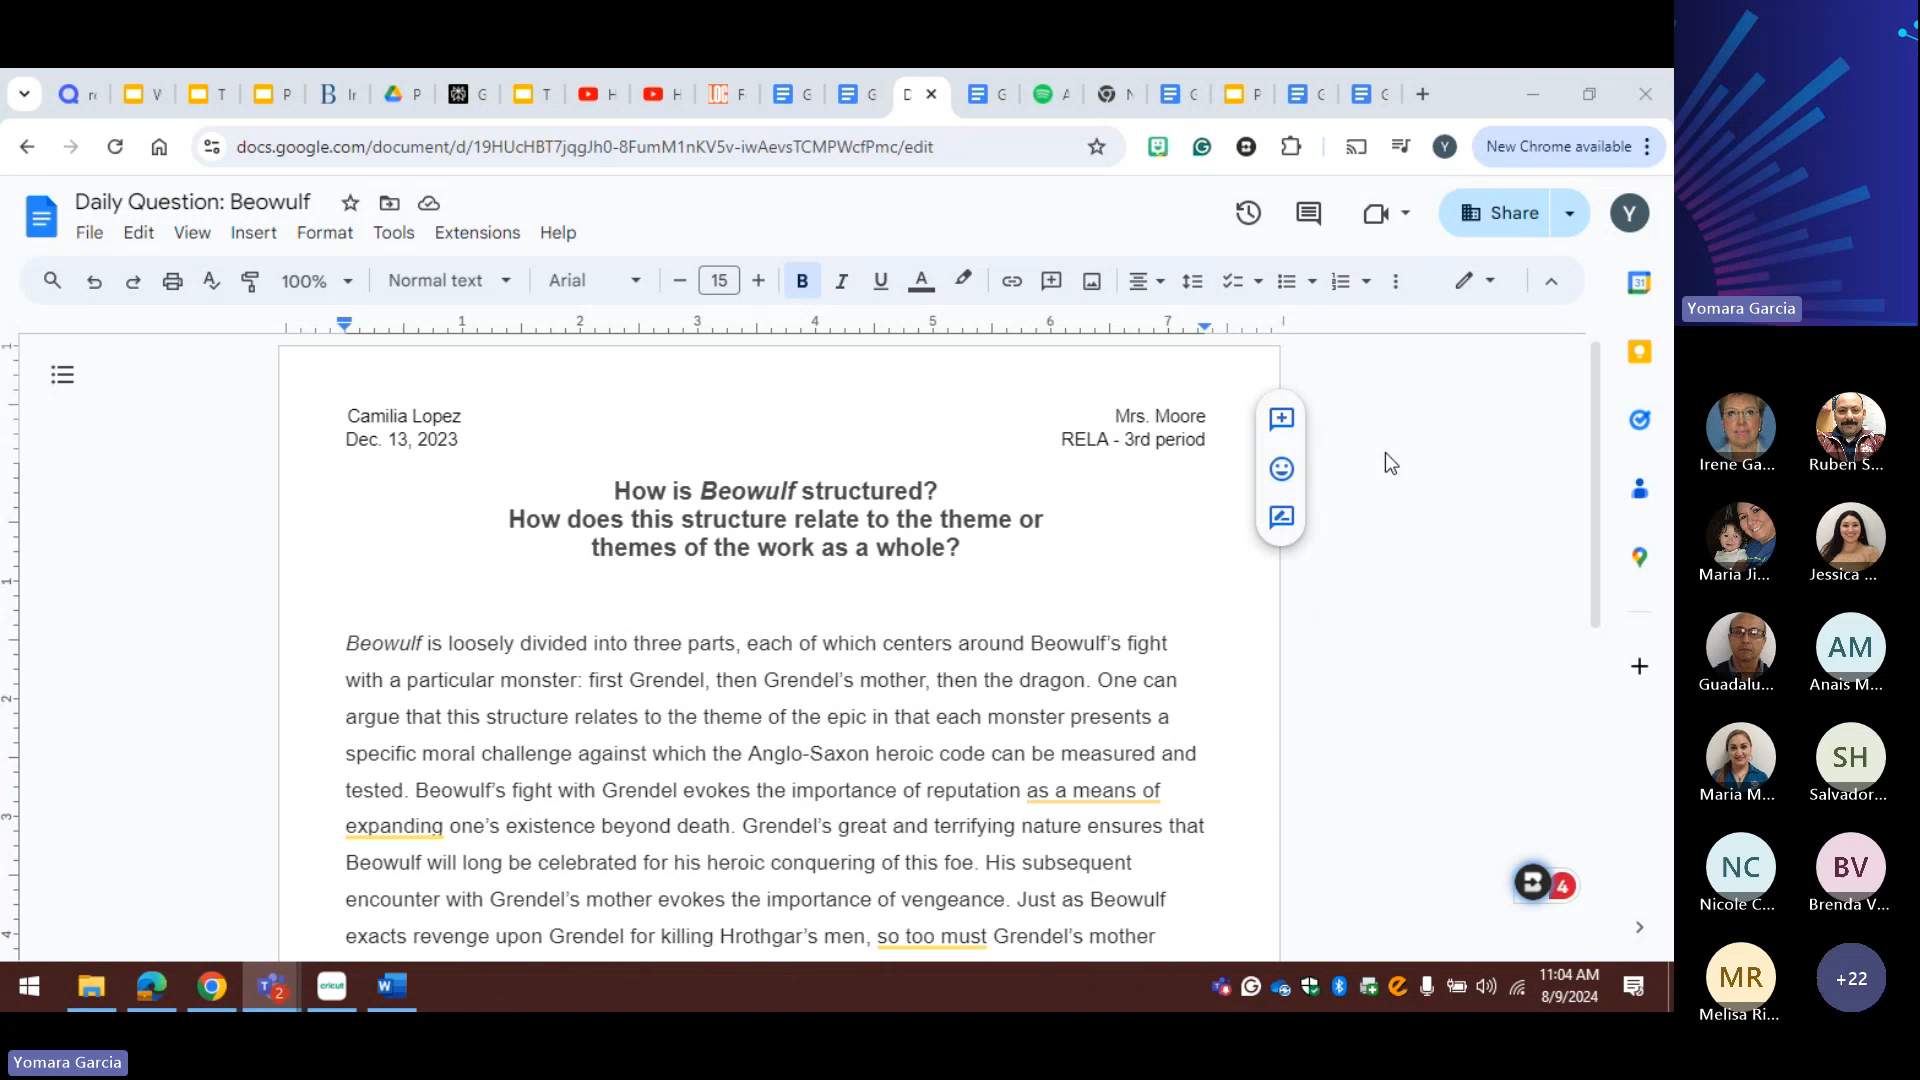 docs.google.com/document/d/19HUcHBT7jqgJh0-8FumM1nKV5v-iwAevsTCMPWcfPmc/edit
New Chrome available
Daily Question: Beowulf
File Edit View Insert Format Tools Extensions Help
Share
Y
100% Normal text Arial 15 B I U A
1 2 3 4 5 6 7
Yomara Garcia
Camilia Lopez Mrs. Moore
Dec. 13, 2023 RELA - 3rd period
How is Beowulf structured?
How does this structure relate to the theme or
themes of the work as a whole?
Beowulf is loosely divided into three parts, each of which centers around Beowulf’s fight
with a particular monster: first Grendel, then Grendel’s mother, then the dragon. One can
argue that this structure relates to the theme of the epic in that each monster presents a
specific moral challenge against which the Anglo-Saxon heroic code can be measured and
tested. Beowulf’s fight with Grendel evokes the importance of reputation as a means of
expanding one’s existence beyond death. Grendel’s great and terrifying nature ensures that
Beowulf will long be celebrated for his heroic conquering of this foe. His subsequent
encounter with Grendel’s mother evokes the importance of vengeance. Just as Beowulf
exacts revenge upon Grendel for killing Hrothgar’s men, so too must Grendel’s mother
4
Irene Ga... Ruben S...
Maria Ji... Jessica ...
Guadalu... AM Anais M...
Maria M... SH Salvador...
NC Nicole C... BV Brenda V...
MR Melisa Ri... +22
cricut
11:04 AM
8/9/2024
Yomara Garcia